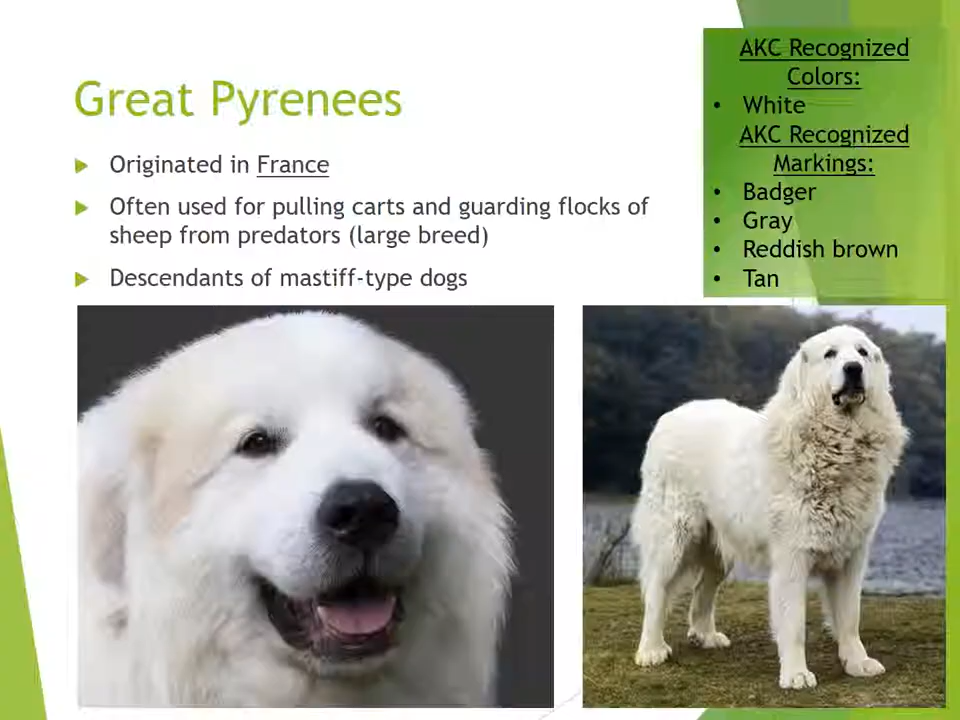 Great Pyrenees
Originated in France
Often used for pulling carts and guarding flocks of
sheep from predators (large breed)
Descendants of mastiff-type dogs
AKC Recognized
Colors:
• White
AKC Recognized
Markings:
• Badger
• Gray
• Reddish brown
• Tan